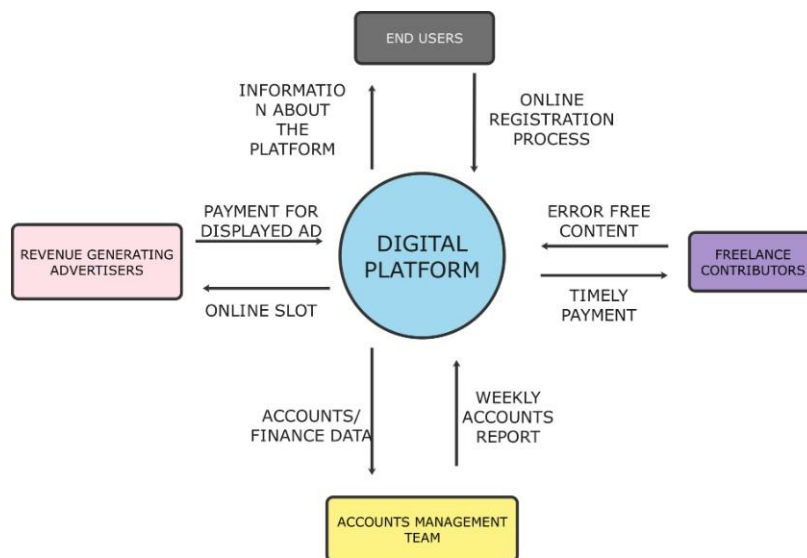 END USERS
INFORMATIO
N ABOUT
THE
PLATFORM
ONLINE
REGISTRATION
PROCESS
PAYMENT FOR
DISPLAYED AD
ERROR FREE
CONTENT
REVENUE GENERATING
ADVERTISERS
DIGITAL
PLATFORM
FREELANCE
CONTRIBUTORS
ONLINE SLOT
TIMELY
PAYMENT
ACCOUNTS/
FINANCE DATA
WEEKLY
ACCOUNTS
REPORT
ACCOUNTS MANAGEMENT
TEAM